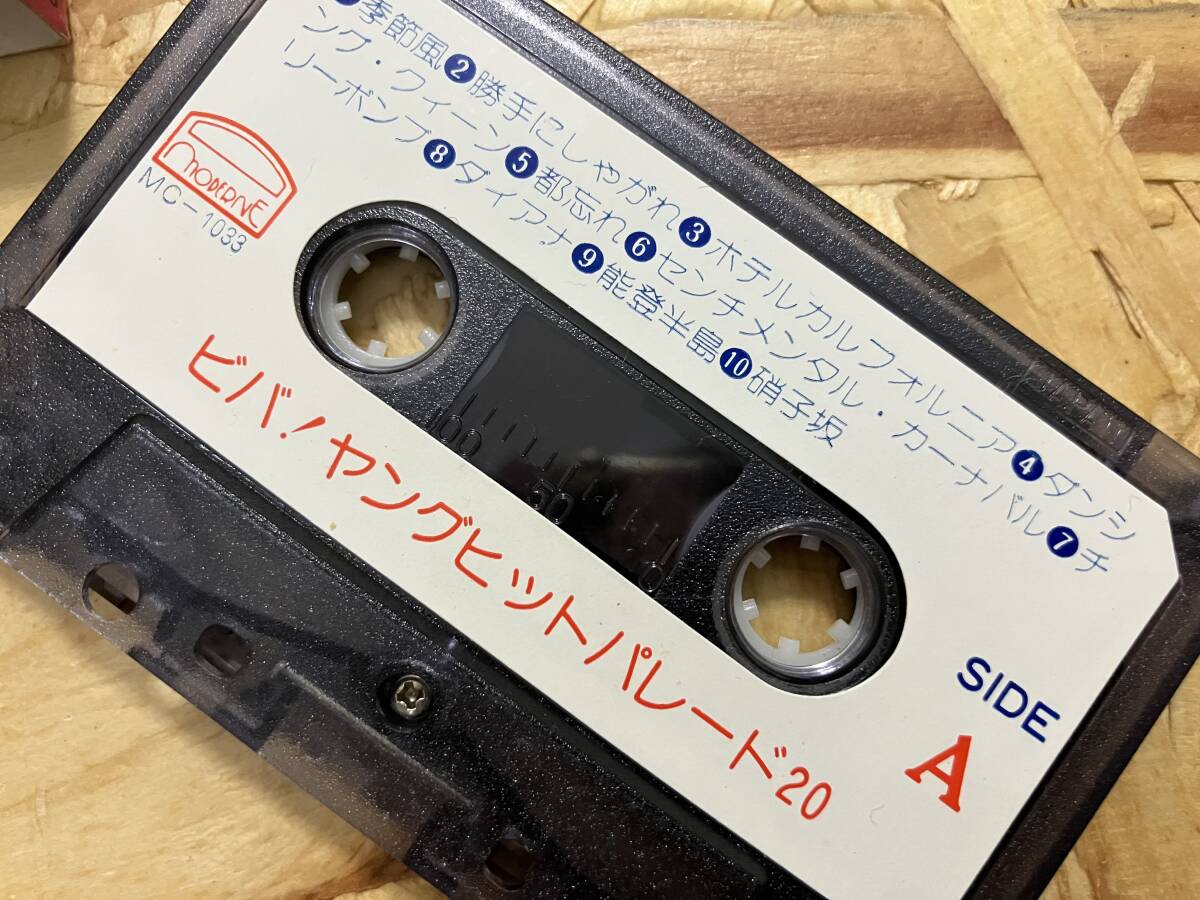 ❶季節風❷勝手にしやがれ❸ホテルカルフォルニア❹ダンシ
ング・クィーン❺都忘れ❻センチメンタル・カーナバル❼チ
リーボンブ❽ダイアナ❾能登半島❿硝子坂
MODERNE
MC-1033
100
50
0
ビバ!ヤングヒットパレード20
SIDE
A